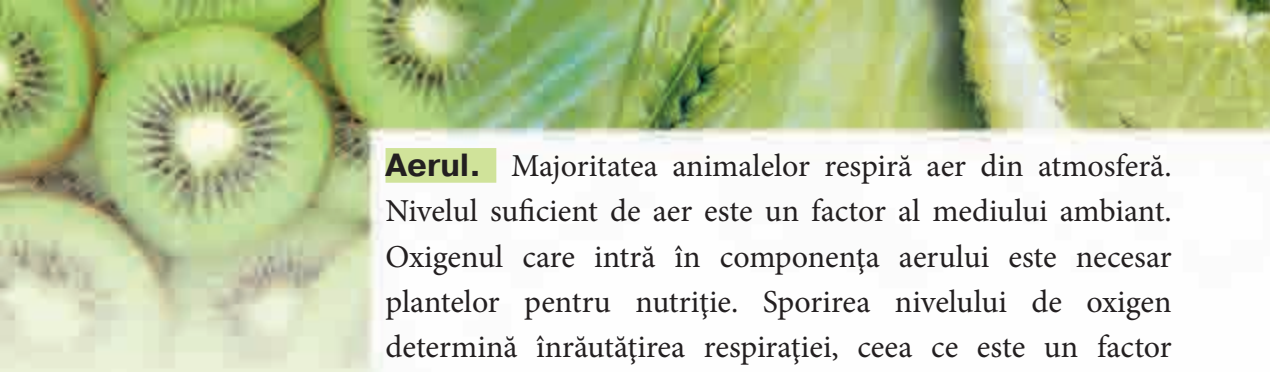 Aerul. Majoritatea animalelor respiră aer din atmosferă.
Nivelul suficient de aer este un factor al mediului ambiant.
Oxigenul care intră în componenţa aerului este necesar
plantelor pentru nutriţie. Sporirea nivelului de oxigen
determină înrăutăţirea respiraţiei, ceea ce este un factor